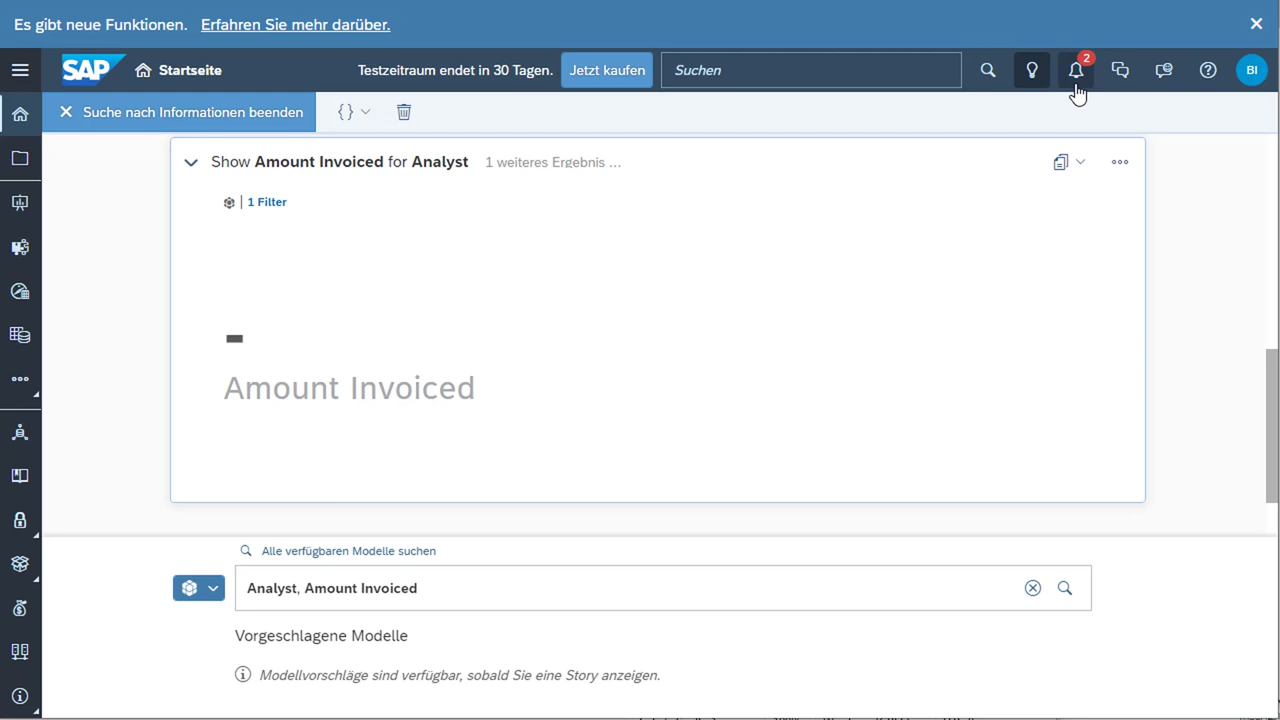 Es gibt neue Funktionen. Erfahren Sie mehr darüber.
SAP Startseite Testzeitraum endet in 30 Tagen. Jetzt kaufen Suchen 2 BI
Suche nach Informationen beenden { }
Show Amount Invoiced for Analyst 1 weiteres Ergebnis ...
1 Filter
Amount Invoiced
Alle verfügbaren Modelle suchen
Analyst, Amount Invoiced
Vorgeschlagene Modelle
Modellvorschläge sind verfügbar, sobald Sie eine Story anzeigen.